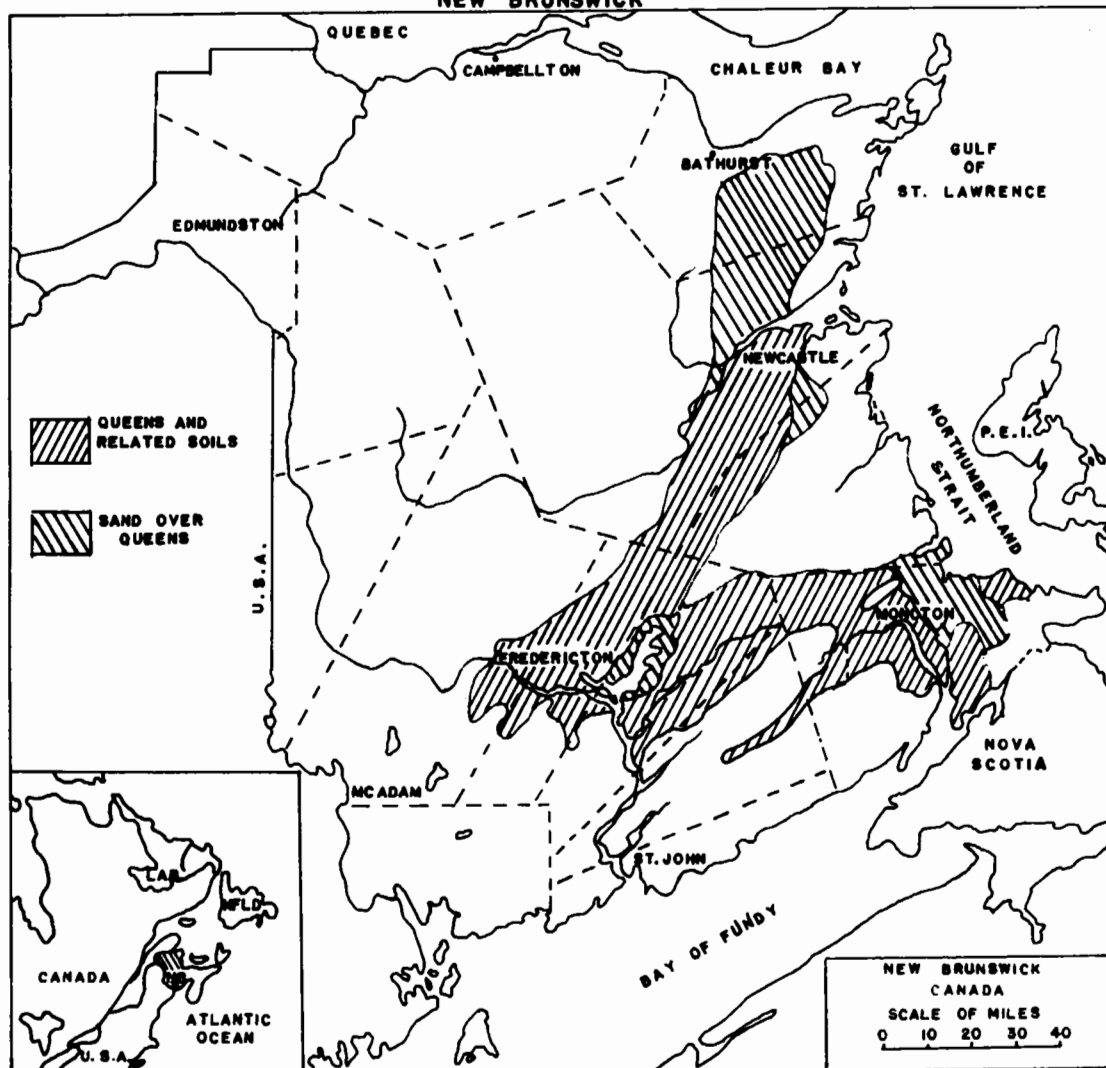 NEW BRUNSWICK
QUEBEC
CAMPBELLTON
CHALEUR BAY
BATHURST
GULF
OF
ST. LAWRENCE
EDMUNDSTON
NEWCASTLE
QUEENS AND
RELATED SOILS
P.E.I.
NORTHUMBERLAND
STRAIT
SAND OVER
QUEENS
U.S.A.
MONCTON
FREDERICTON
NOVA
SCOTIA
MCADAM
ST. JOHN
BAY OF FUNDY
LAB
NFLD
CANADA
NB
ATLANTIC
OCEAN
U.S.A.
NEW BRUNSWICK
CANADA
SCALE OF MILES
0 10 20 30 40